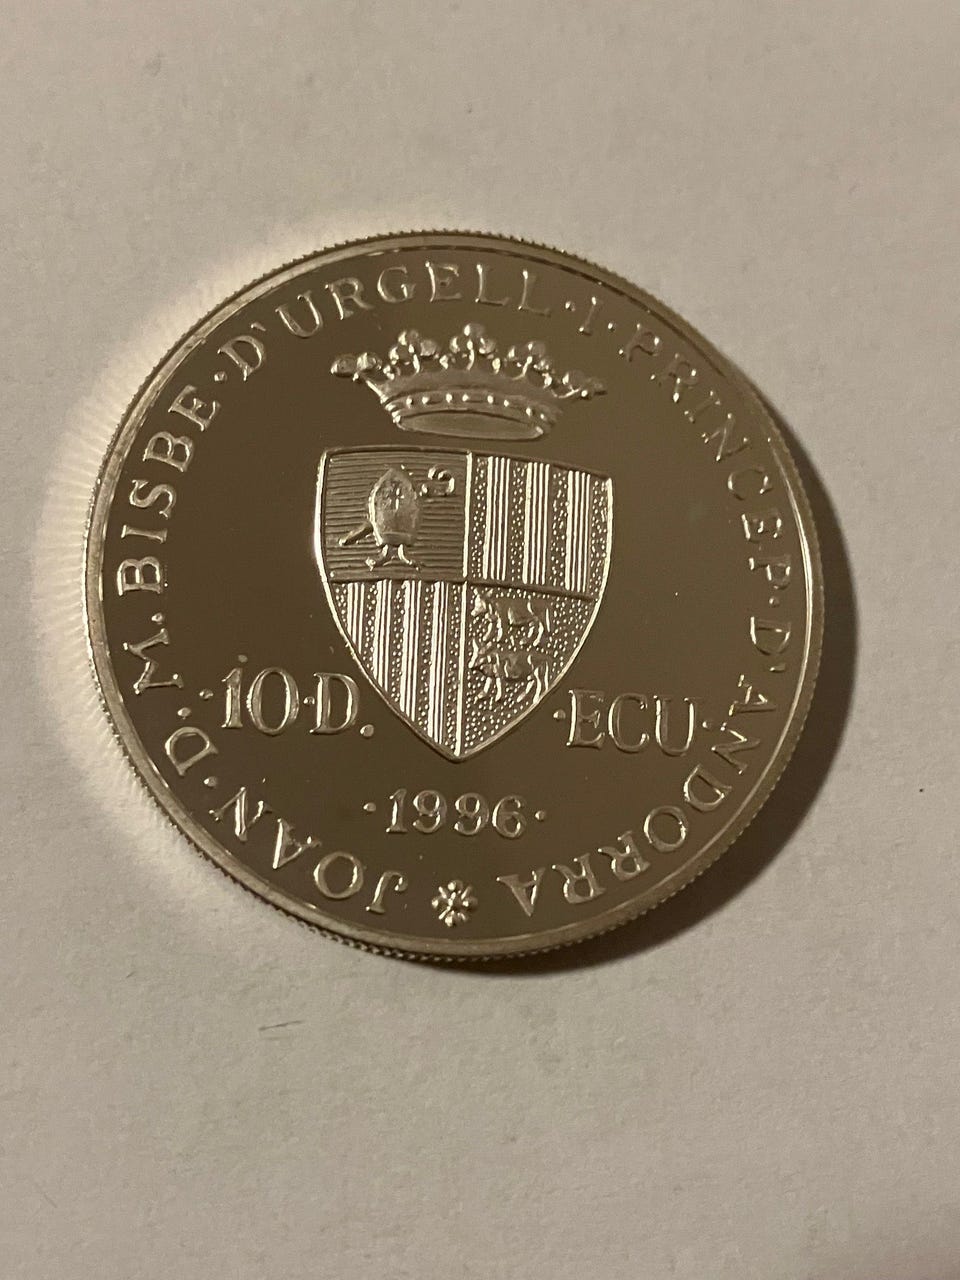 JOAN·D·M·BISBE·D'URGELL·I·PRINCEP·D'ANDORRA
·10·D. ·ECU·
·1996·